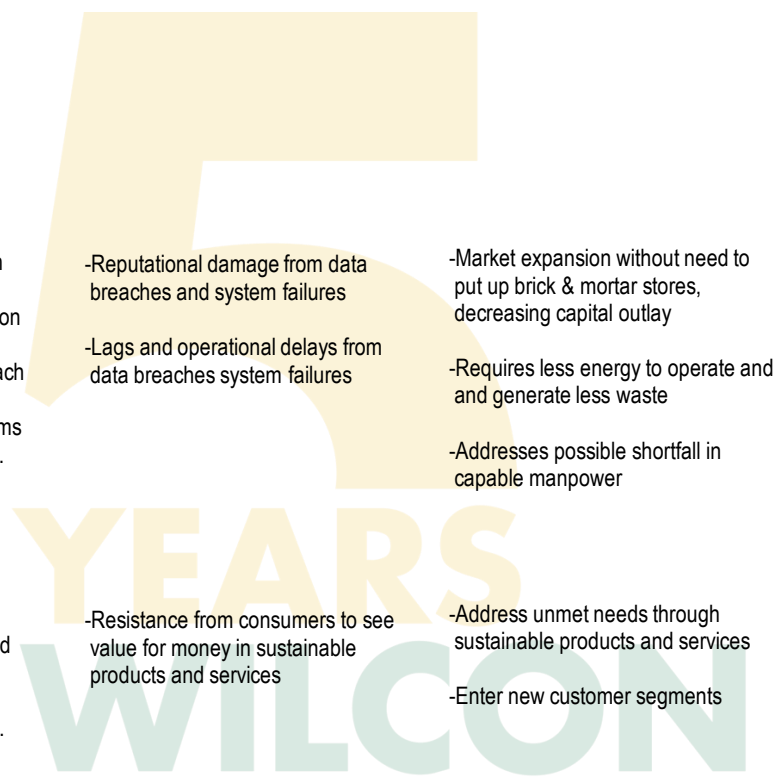 -Reputational damage from data
breaches and system failures
-Lags and operational delays from
data breaches system failures
-Market expansion without need to
put up brick & mortar stores,
decreasing capital outlay
-Requires less energy to operate and
and generate less waste
-Addresses possible shortfall in
capable manpower
-Resistance from consumers to see
value for money in sustainable
products and services
-Address unmet needs through
sustainable products and services
-Enter new customer segments
5
YEARS
WILCON